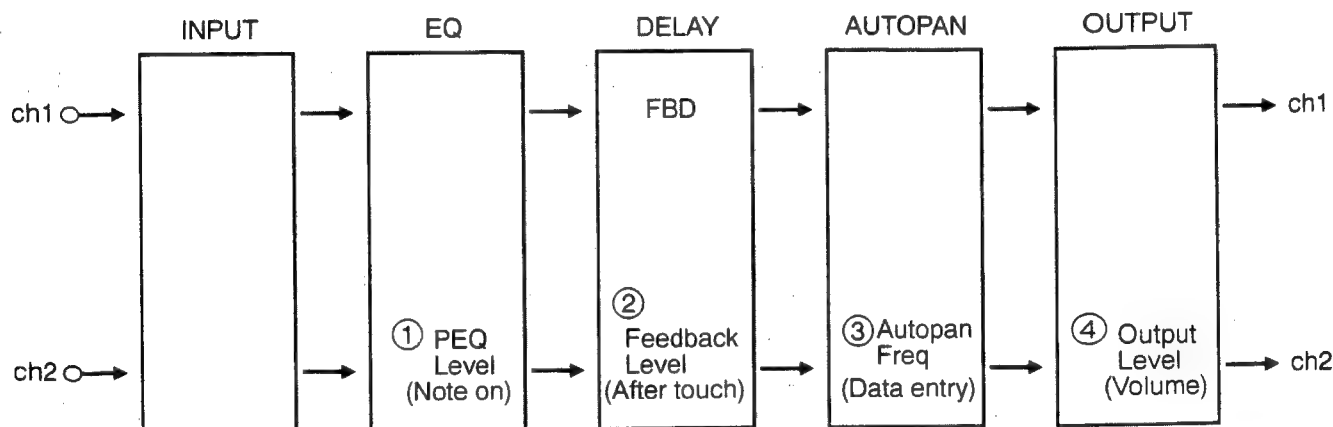 INPUT EQ DELAY AUTOPAN OUTPUT
ch1 FBD ch1
① PEQ
Level
(Note on)
② Feedback
Level
(After touch)
③ Autopan
Freq
(Data entry)
④ Output
Level
(Volume)
ch2 ch2